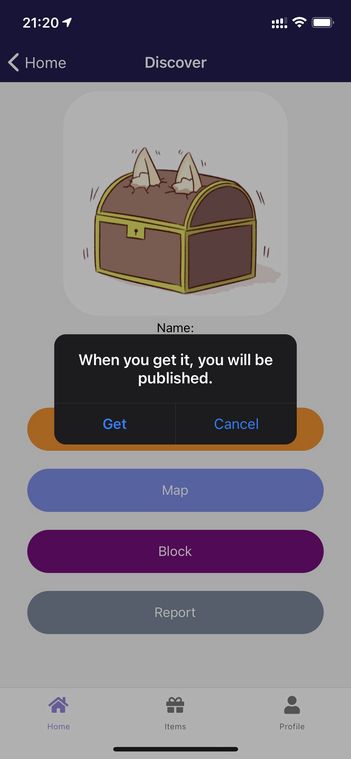 21:20
Home
Discover
Name:
When you get it, you will be
published.
Get
Cancel
Map
Block
Report
Home
Items
Profile